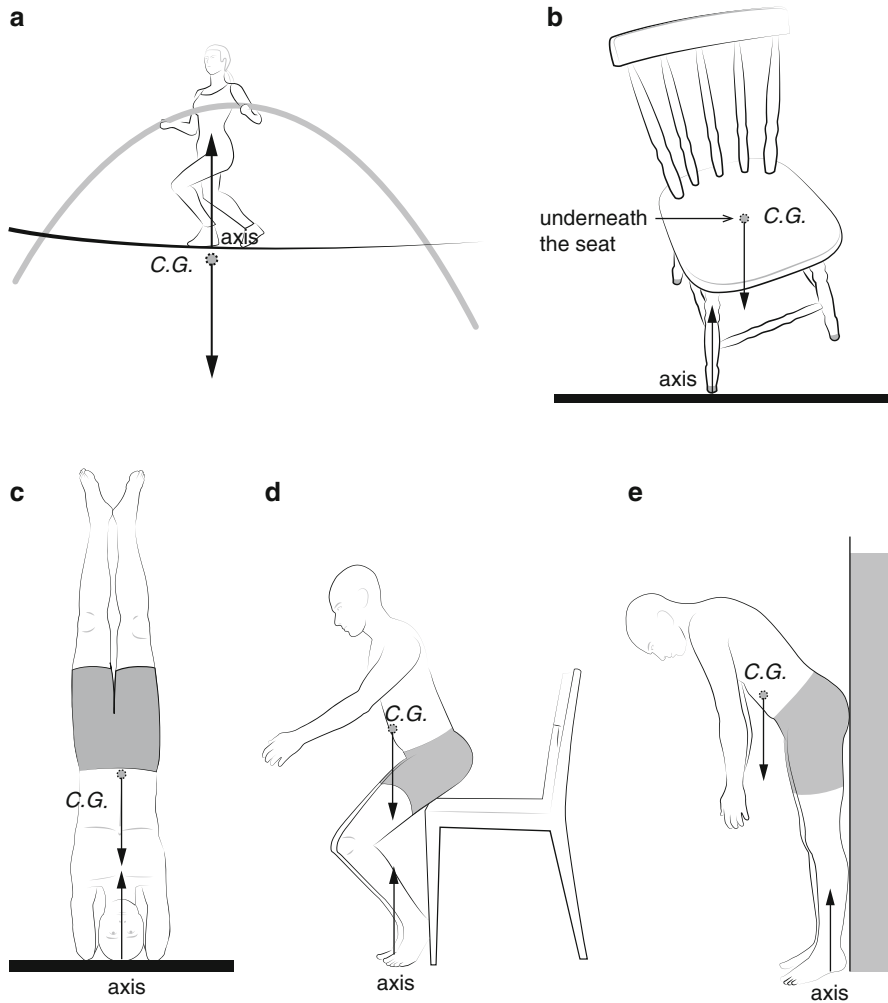 a
axis
C.G.
b
underneath
the seat
C.G.
axis
c
C.G.
axis
d
C.G.
axis
e
C.G.
axis